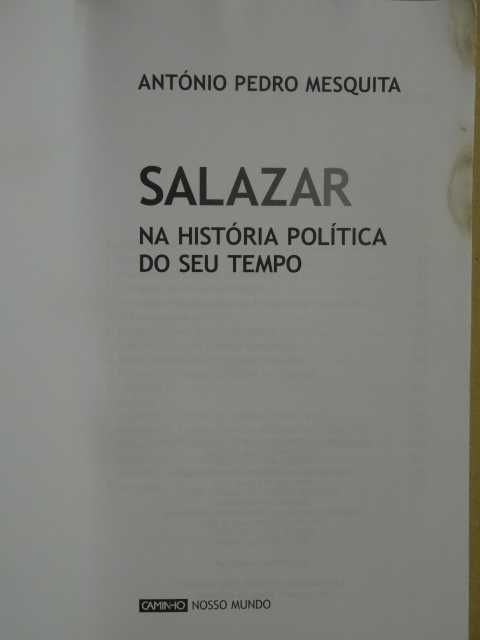 ANTÓNIO PEDRO MESQUITA
SALAZAR
NA HISTÓRIA POLÍTICA
DO SEU TEMPO
CAMINHO NOSSO MUNDO